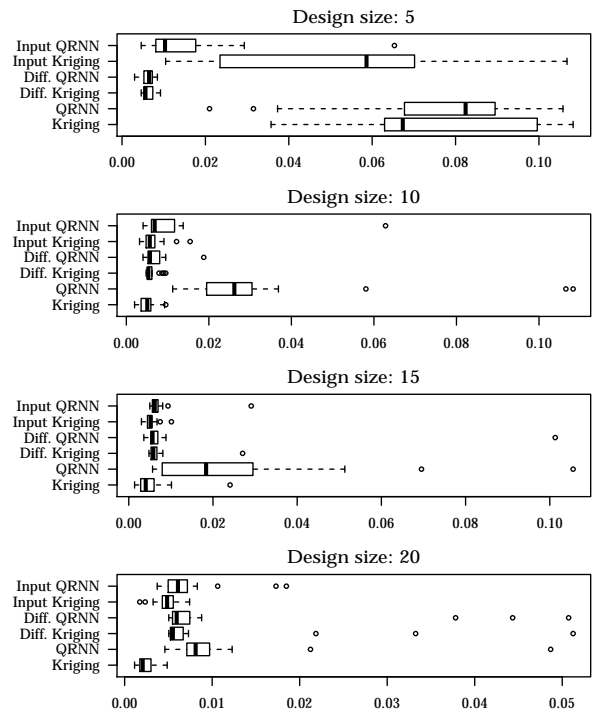 Design size: 5
Input QRNN
Input Kriging
Diff. QRNN
Diff. Kriging
QRNN
Kriging
0.00 0.02 0.04 0.06 0.08 0.10
Design size: 10
Input QRNN
Input Kriging
Diff. QRNN
Diff. Kriging
QRNN
Kriging
0.00 0.02 0.04 0.06 0.08 0.10
Design size: 15
Input QRNN
Input Kriging
Diff. QRNN
Diff. Kriging
QRNN
Kriging
0.00 0.02 0.04 0.06 0.08 0.10
Design size: 20
Input QRNN
Input Kriging
Diff. QRNN
Diff. Kriging
QRNN
Kriging
0.00 0.01 0.02 0.03 0.04 0.05